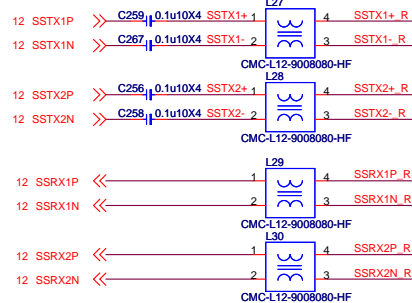 L27
12 SSTX1P C259 0.1u10X4 SSTX1+ 1 4 SSTX1+_R
12 SSTX1N C267 0.1u10X4 SSTX1- 2 3 SSTX1-_R
CMC-L12-9008080-HF
L28
12 SSTX2P C256 0.1u10X4 SSTX2+ 1 4 SSTX2+_R
12 SSTX2N C258 0.1u10X4 SSTX2- 2 3 SSTX2-_R
CMC-L12-9008080-HF
L29
12 SSRX1P 1 4 SSRX1P_R
12 SSRX1N 2 3 SSRX1N_R
CMC-L12-9008080-HF
L30
12 SSRX2P 1 4 SSRX2P_R
12 SSRX2N 2 3 SSRX2N_R
CMC-L12-9008080-HF